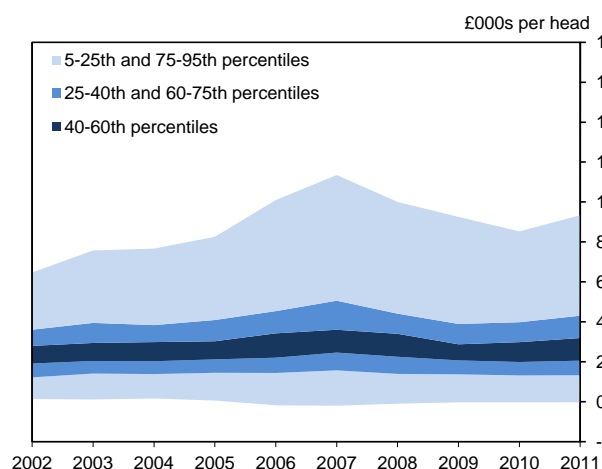 £000s per head
5-25th and 75-95th percentiles
25-40th and 60-75th percentiles
40-60th percentiles
8
6
4
2
0
2002 2003 2004 2005 2006 2007 2008 2009 2010 2011